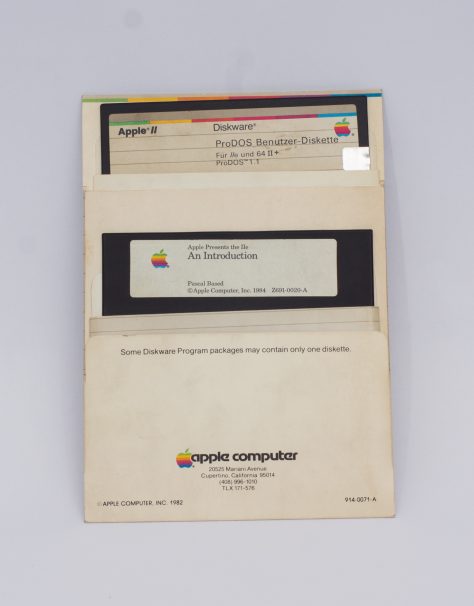 Apple® II
Diskware®
ProDOS Benutzer-Diskette
Für IIe und 64 II+
ProDOS™ 1.1
Apple Presents the IIe
An Introduction
Pascal Based
©Apple Computer, Inc. 1984 Z691-0020-A
Some Diskware Program packages may contain only one diskette.
apple computer
20525 Mariani Avenue
Cupertino, California 95014
(408) 996-1010
TLX 171-576
©APPLE COMPUTER, INC. 1982
914-0071-A